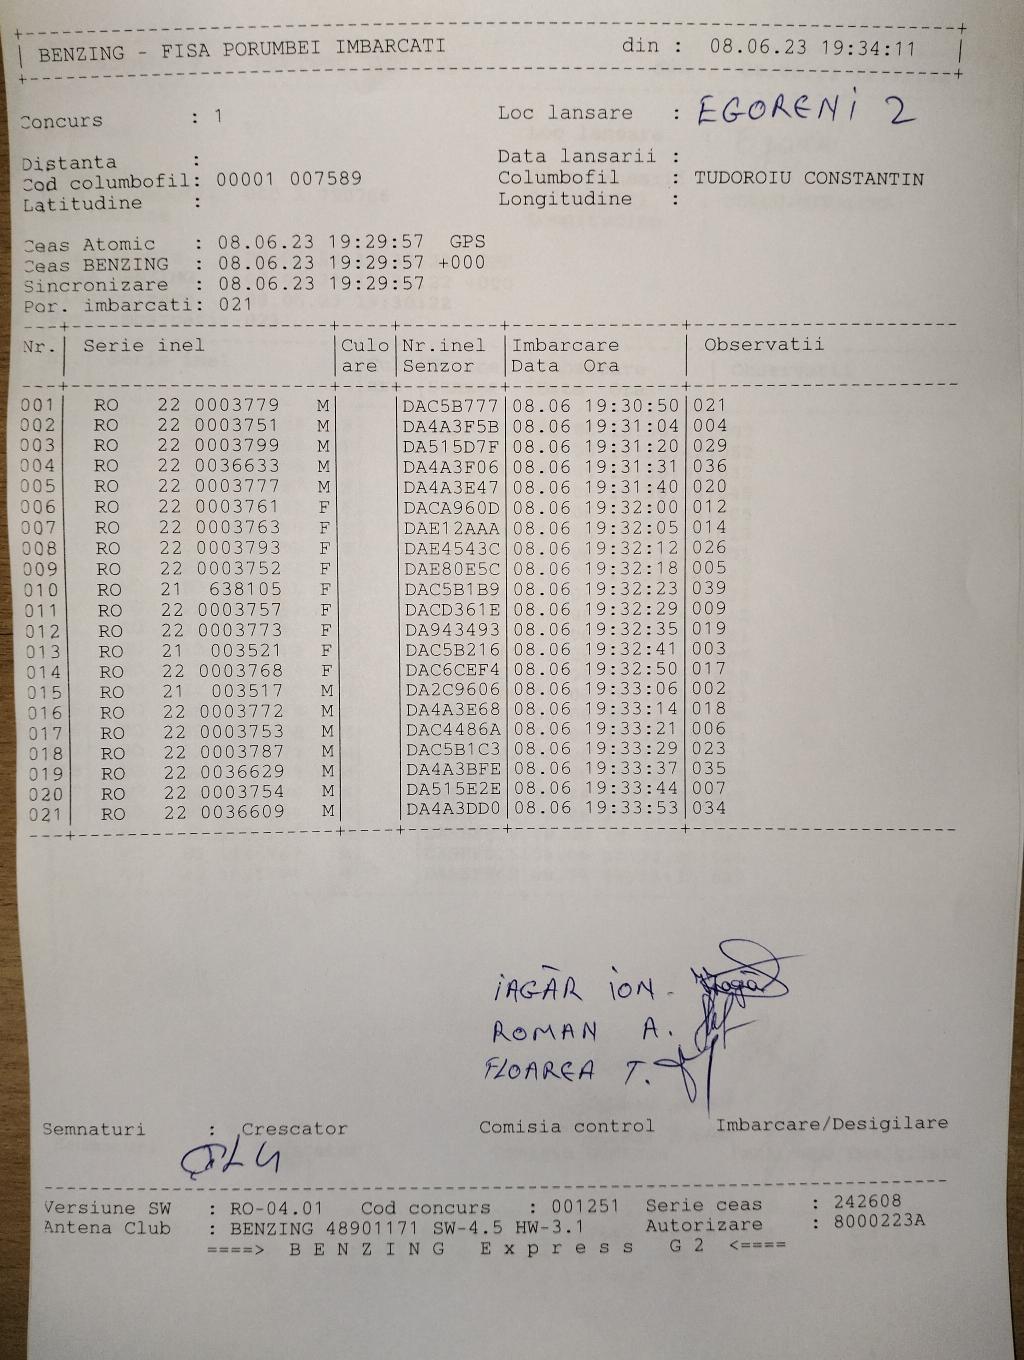 BENZING - FISA PORUMBEI IMBARCATI din : 08.06.23 19:34:11
Concurs : 1 Loc lansare : EGORENI 2
Distanta : Data lansarii :
Cod columbofil: 00001 007589 Columbofil : TUDOROIU CONSTANTIN
Latitudine : Longitudine :
Ceas Atomic : 08.06.23 19:29:57 GPS
Ceas BENZING : 08.06.23 19:29:57 +000
Sincronizare : 08.06.23 19:29:57
Por. imbarcati: 021
Nr. Serie inel Culo Nr.inel Imbarcare Observatii
are Senzor Data Ora
001 RO 22 0003779 M DAC5B777 08.06 19:30:50 021
002 RO 22 0003751 M DA4A3F5B 08.06 19:31:04 004
003 RO 22 0003799 M DA515D7F 08.06 19:31:20 029
004 RO 22 0036633 M DA4A3F06 08.06 19:31:31 036
005 RO 22 0003777 M DA4A3E47 08.06 19:31:40 020
006 RO 22 0003761 F DACA960D 08.06 19:32:00 012
007 RO 22 0003763 F DAE12AAA 08.06 19:32:05 014
008 RO 22 0003793 F DAE4543C 08.06 19:32:12 026
009 RO 22 0003752 F DAE80E5C 08.06 19:32:18 005
010 RO 21 638105 F DAC5B1B9 08.06 19:32:23 039
011 RO 22 0003757 F DACD361E 08.06 19:32:29 009
012 RO 22 0003773 F DA943493 08.06 19:32:35 019
013 RO 21 003521 F DAC5B216 08.06 19:32:41 003
014 RO 22 0003768 F DAC6CEF4 08.06 19:32:50 017
015 RO 21 003517 M DA2C9606 08.06 19:33:06 002
016 RO 22 0003772 M DA4A3E68 08.06 19:33:14 018
017 RO 22 0003753 M DAC4486A 08.06 19:33:21 006
018 RO 22 0003787 M DAC5B1C3 08.06 19:33:29 023
019 RO 22 0036629 M DA4A3BFE 08.06 19:33:37 035
020 RO 22 0003754 M DA515E2E 08.06 19:33:44 007
021 RO 22 0036609 M DA4A3DD0 08.06 19:33:53 034
IAGĂR ION -
ROMAN A.
FLOAREA T.
Semnaturi : Crescator Comisia control Imbarcare/Desigilare
Versiune SW : RO-04.01 Cod concurs : 001251 Serie ceas : 242608
Antena Club : BENZING 48901171 SW-4.5 HW-3.1 Autorizare : 8000223A
====> B E N Z I N G E x p r e s s G 2 <====